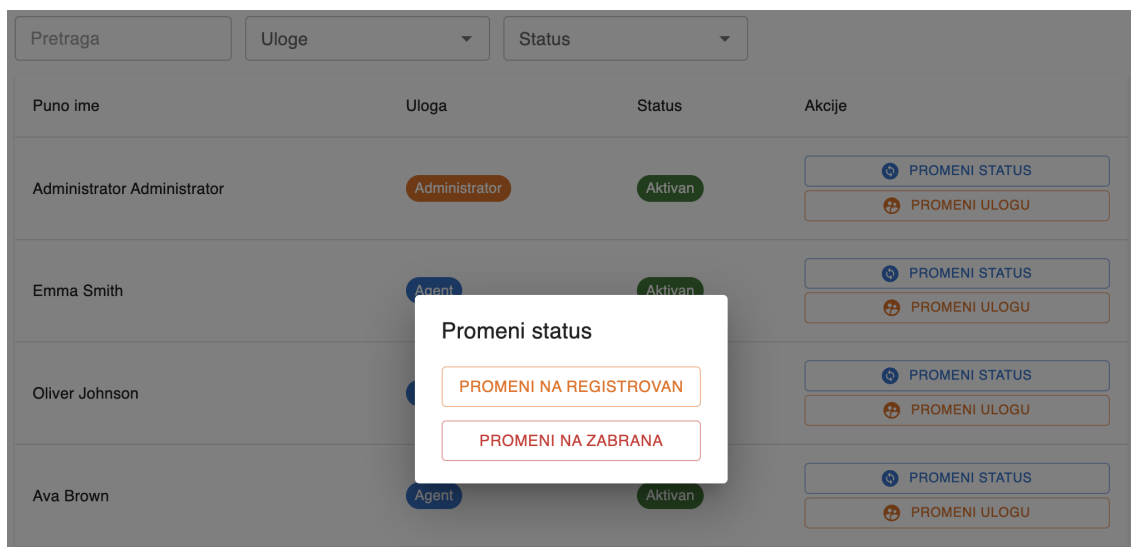 Pretraga
Uloge
Status
Puno ime
Uloga
Status
Akcije
Administrator Administrator
Administrator
Aktivan
PROMENI STATUS
PROMENI ULOGU
Emma Smith
Agent
Aktivan
PROMENI STATUS
PROMENI ULOGU
Promeni status
PROMENI NA REGISTROVAN
PROMENI NA ZABRANA
Oliver Johnson
PROMENI STATUS
PROMENI ULOGU
Ava Brown
Agent
Aktivan
PROMENI STATUS
PROMENI ULOGU